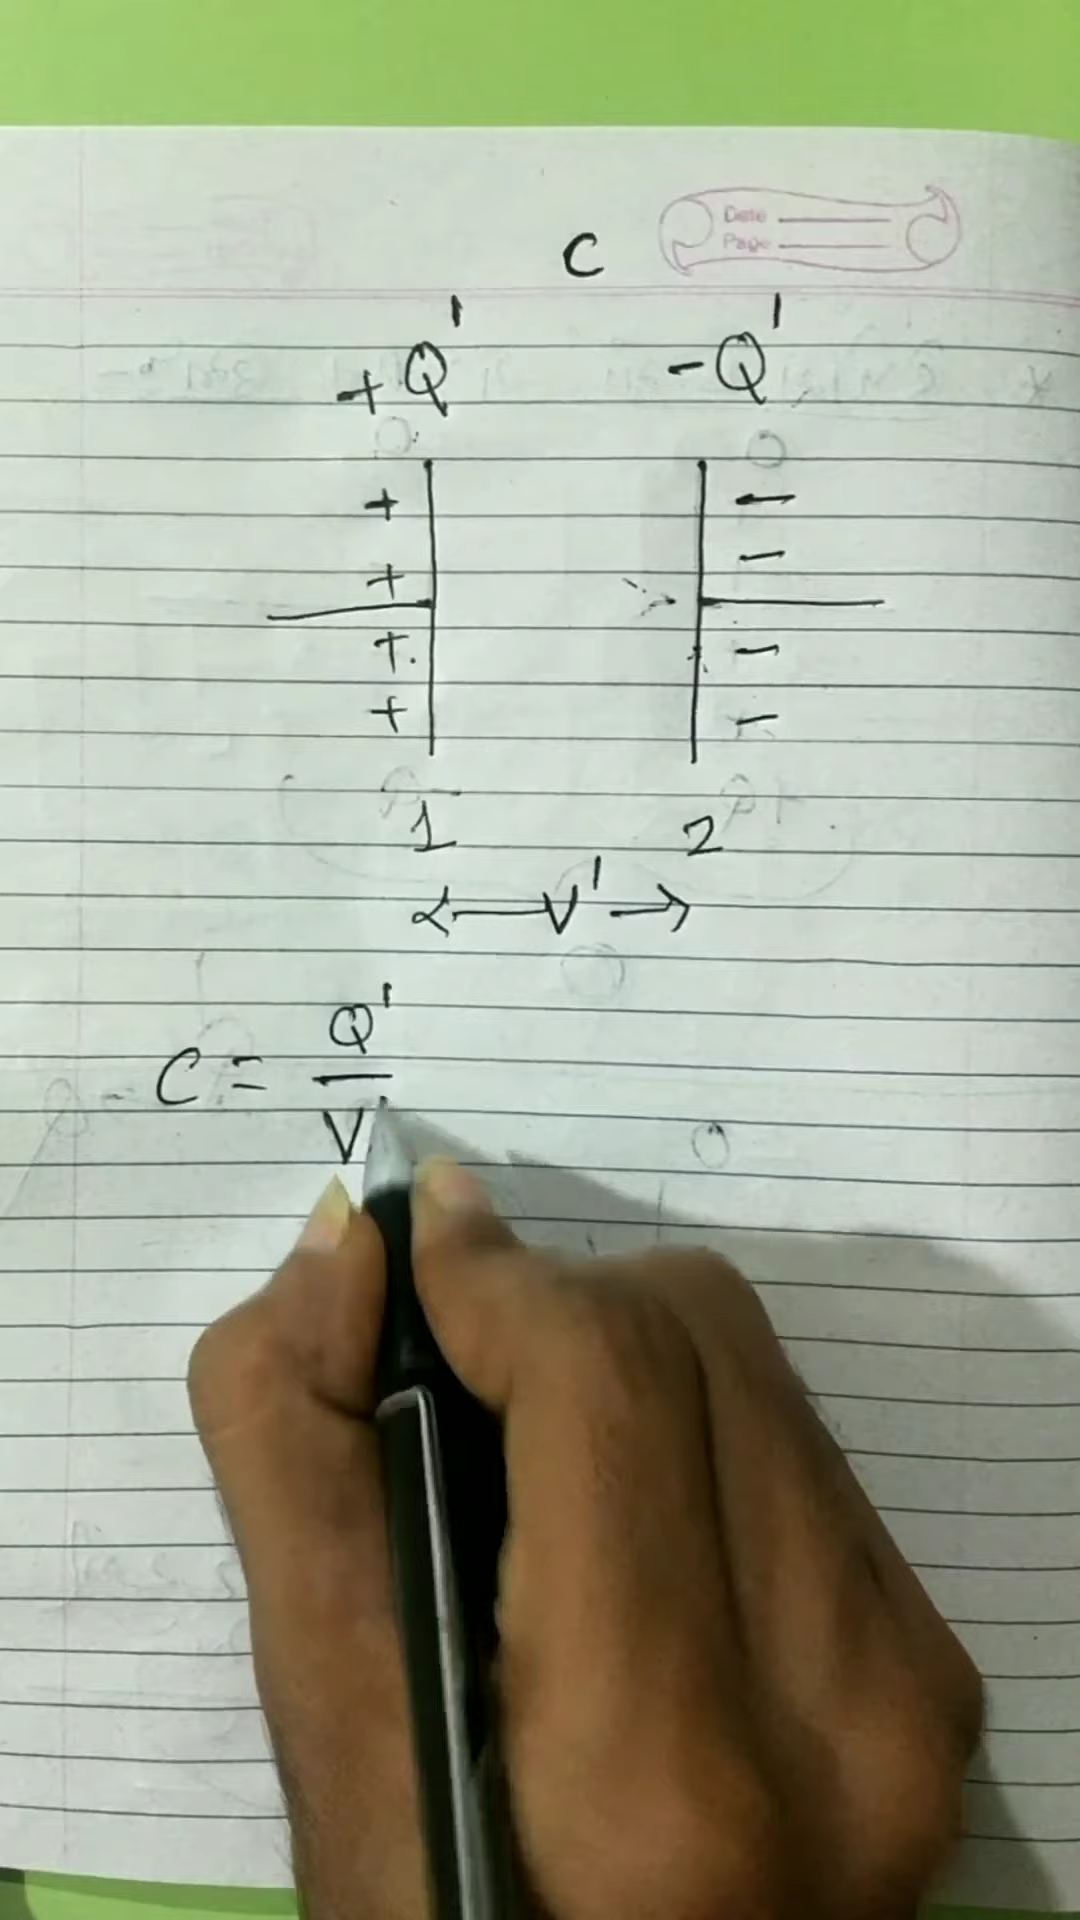 Date
Page
C
+Q' -Q'
+ −
+ −
+ −
+ −
1 2
<—V'—>
C = Q'/V'